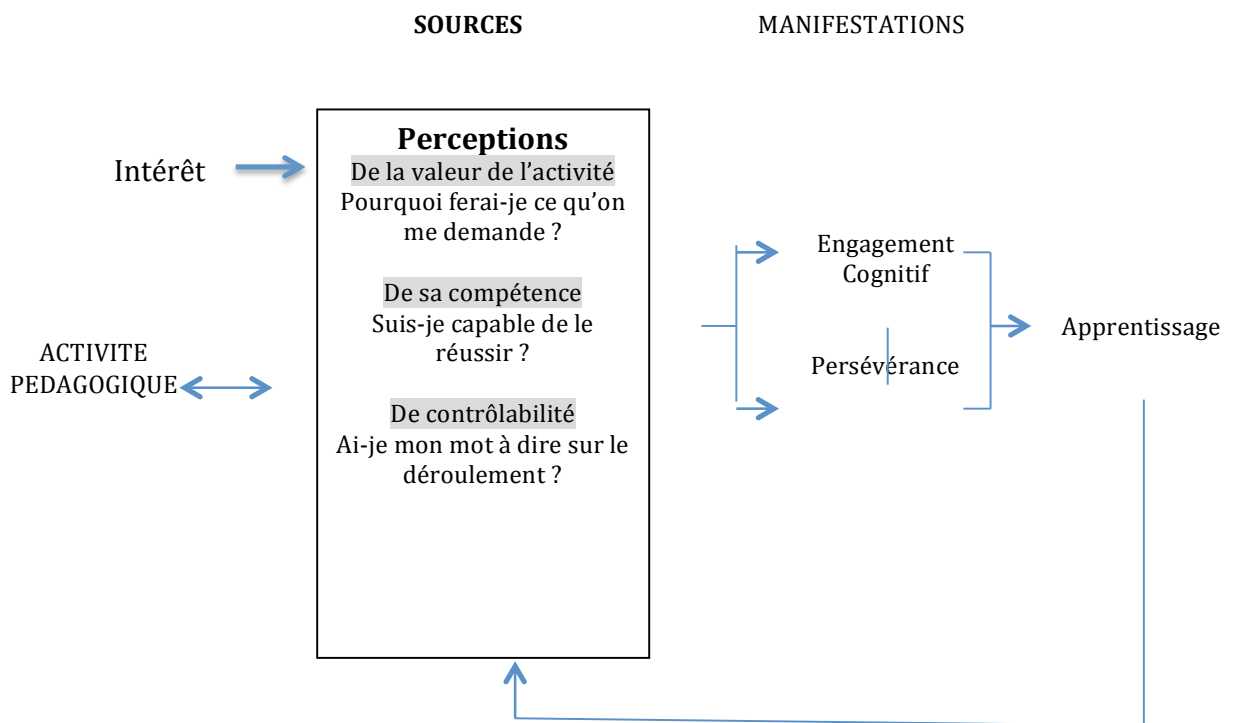 SOURCES
MANIFESTATIONS
Perceptions
Intérêt
De la valeur de l’activité
Pourquoi ferai-je ce qu’on
me demande ?
De sa compétence
Suis-je capable de le
réussir ?
De contrôlabilité
Ai-je mon mot à dire sur le
déroulement ?
ACTIVITE
PEDAGOGIQUE
Engagement
Cognitif
Persévérance
Apprentissage